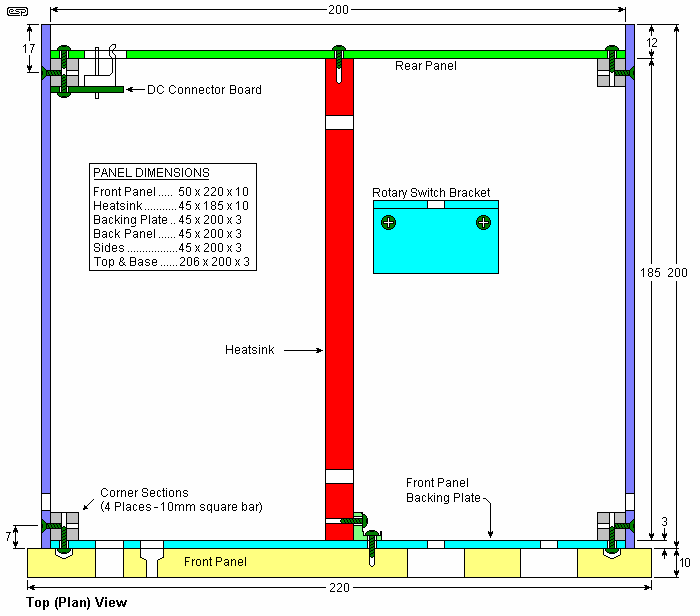 esp
200
17
12
Rear Panel
DC Connector Board
PANEL DIMENSIONS
Front Panel ..... 50 x 220 x 10
Heatsink ........... 45 x 185 x 10
Backing Plate .. 45 x 200 x 3
Back Panel ...... 45 x 200 x 3
Sides ................. 45 x 200 x 3
Top & Base ...... 206 x 200 x 3
Rotary Switch Bracket
185
200
Heatsink
Corner Sections
(4 Places - 10mm square bar)
Front Panel
Backing Plate
7
3
Front Panel
10
220
Top (Plan) View